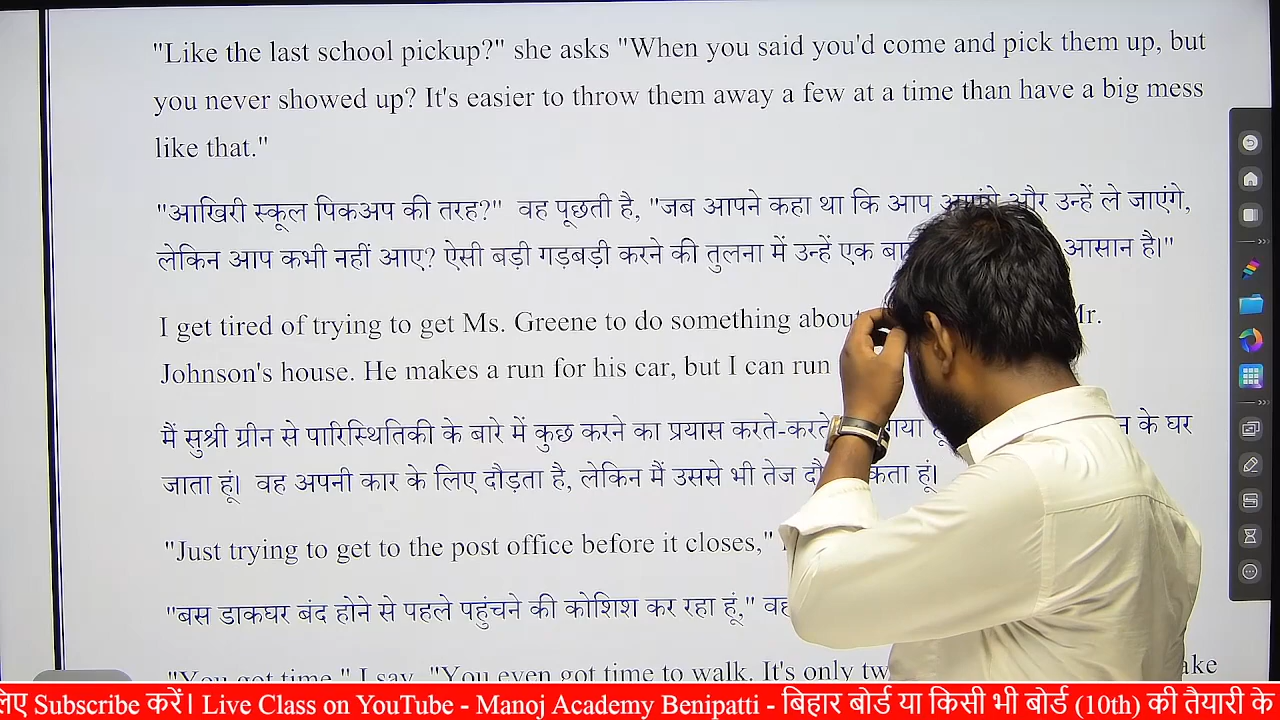 "Like the last school pickup?" she asks "When you said you'd come and pick them up, but
you never showed up? It's easier to throw them away a few at a time than have a big mess
like that."
"आखिरी स्कूल पिकअप की तरह?" वह पूछती है, "जब आपने कहा था कि आप आएंगे और उन्हें ले जाएंगे,
लेकिन आप कभी नहीं आए? ऐसी बड़ी गड़बड़ी करने की तुलना में उन्हें एक आसान है।"
I get tired of trying to get Ms. Greene to do something about Mr.
Johnson's house. He makes a run for his car, but I can run
मैं सुश्री ग्रीन से पारिस्थितिकी के बारे में कुछ करने का प्रयास करते-करते के घर
जाता हूं। वह अपनी कार के लिए दौड़ता है, लेकिन मैं उससे भी तेज हूं।
"Just trying to get to the post office before it closes,"
"बस डाकघर बंद होने से पहले पहुंचने की कोशिश कर रहा हूं," वह
"You got time," I say. "You even got time to walk. It's only
लिए Subscribe करें। Live Class on YouTube - Manoj Academy Benipatti - बिहार बोर्ड या किसी भी बोर्ड (10th) की तैयारी के